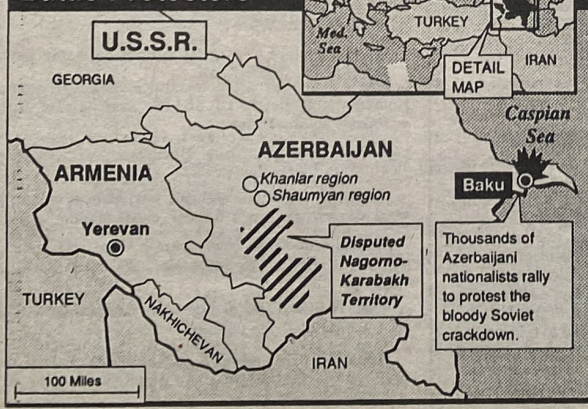 U.S.S.R.
TURKEY
Med.
Sea
IRAN
DETAIL
MAP
GEORGIA
Caspian
Sea
AZERBAIJAN
ARMENIA
Khanlar region
Shaumyan region
Baku
Yerevan
Disputed
Nagorno-
Karabakh
Territory
Thousands of
Azerbaijani
nationalists rally
to protest the
bloody Soviet
crackdown.
TURKEY
NAKHICHEVAN
IRAN
100 Miles